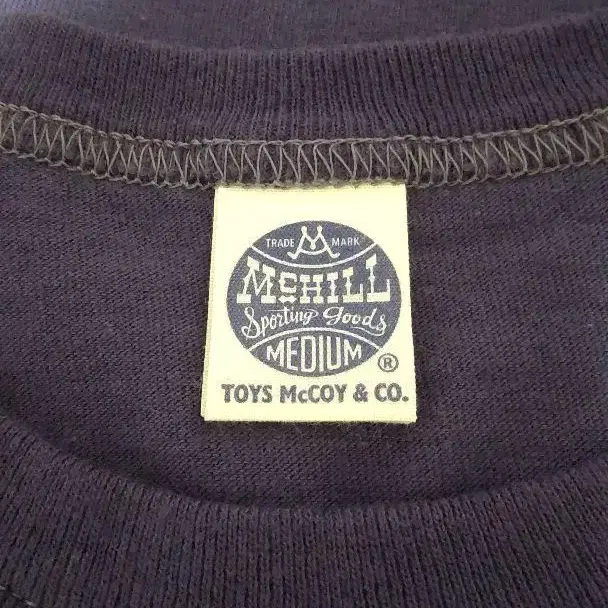 TRADE M MARK
McHILL
Sporting Goods
MEDIUM
®
TOYS McCOY & CO.